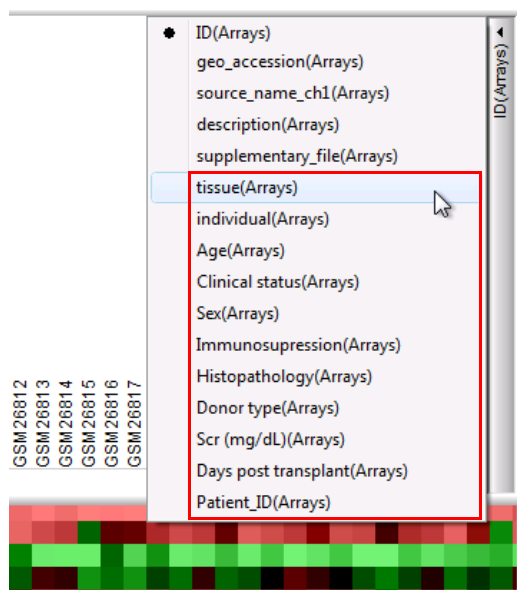 ID(Arrays)
geo_accession(Arrays)
source_name_ch1(Arrays)
description(Arrays)
supplementary_file(Arrays)
tissue(Arrays)
individual(Arrays)
Age(Arrays)
Clinical status(Arrays)
Sex(Arrays)
Immunosupression(Arrays)
Histopathology(Arrays)
Donor type(Arrays)
Scr (mg/dL)(Arrays)
Days post transplant(Arrays)
Patient_ID(Arrays)
ID(Arrays)
GSM26812
GSM26813
GSM26814
GSM26815
GSM26816
GSM26817